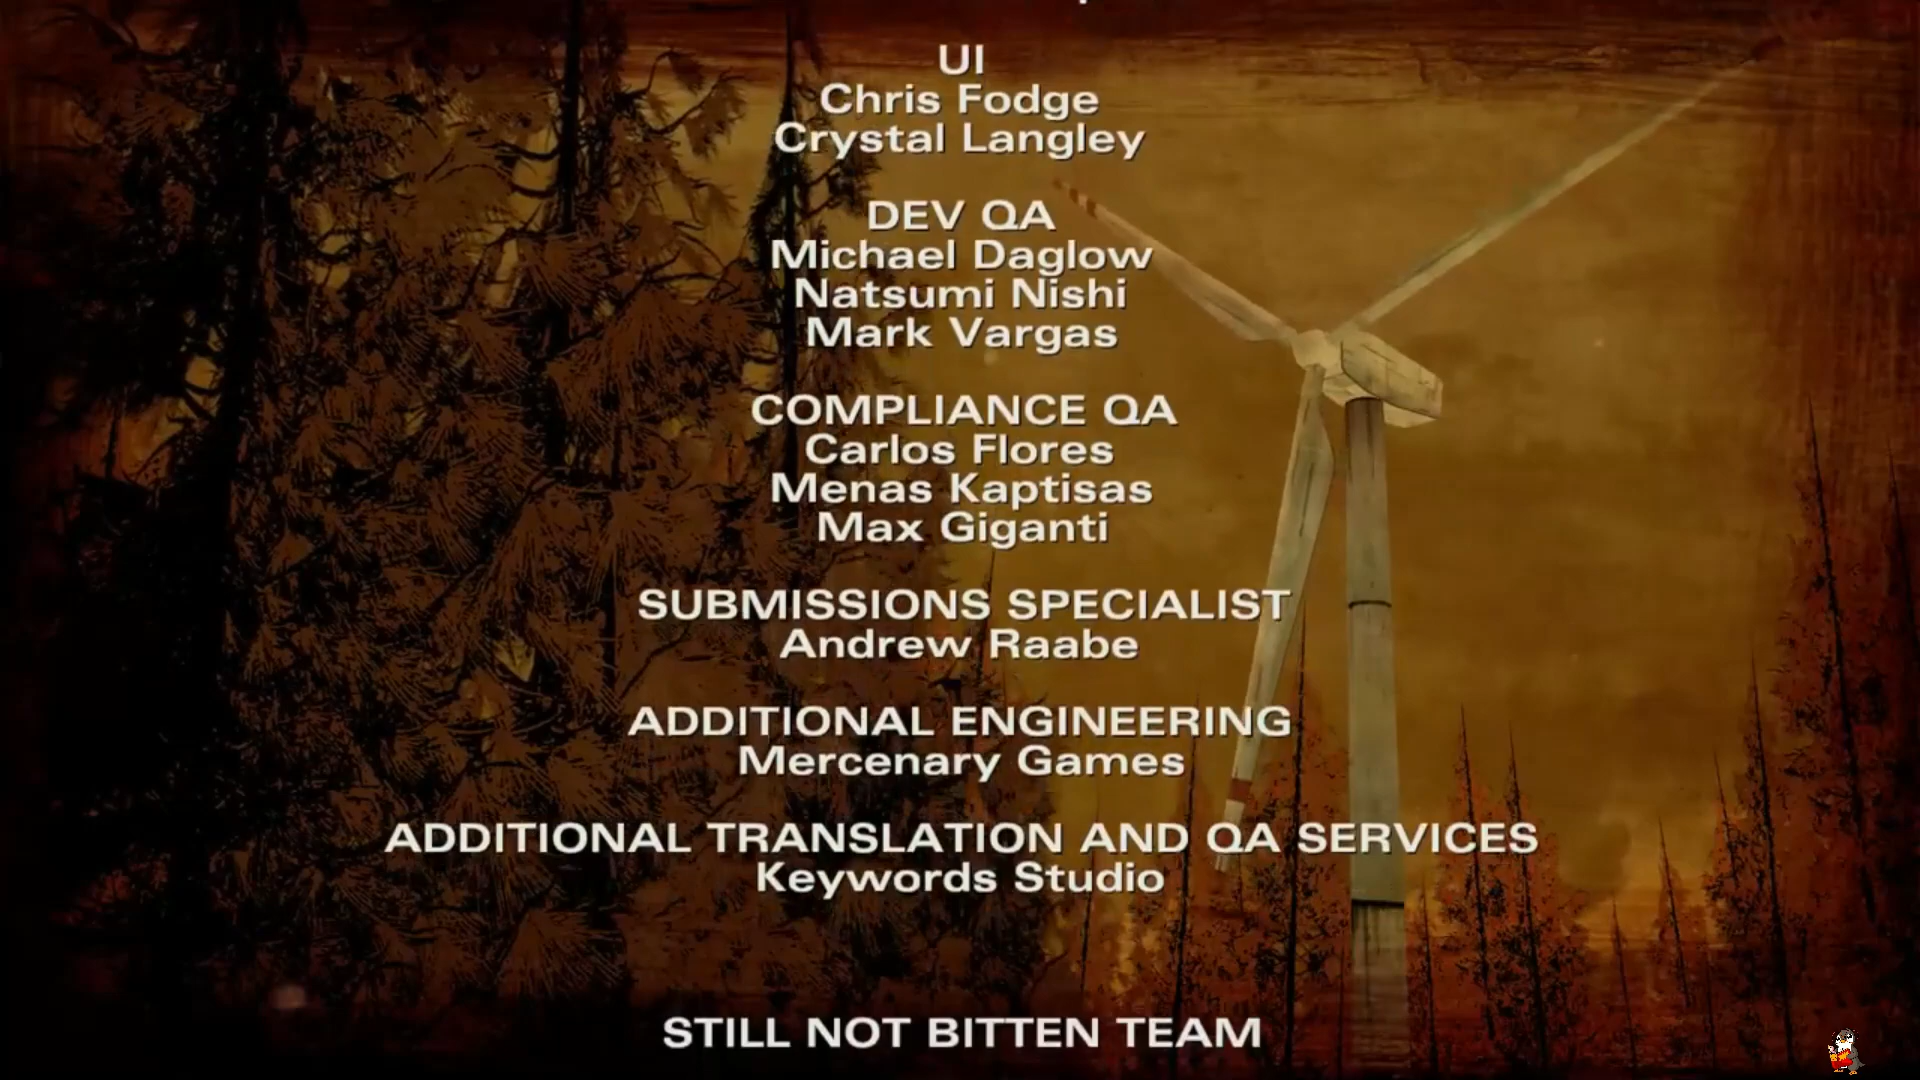 UI
Chris Fodge
Crystal Langley
DEV QA
Michael Daglow
Natsumi Nishi
Mark Vargas
COMPLIANCE QA
Carlos Flores
Menas Kaptisas
Max Giganti
SUBMISSIONS SPECIALIST
Andrew Raabe
ADDITIONAL ENGINEERING
Mercenary Games
ADDITIONAL TRANSLATION AND QA SERVICES
Keywords Studio
STILL NOT BITTEN TEAM